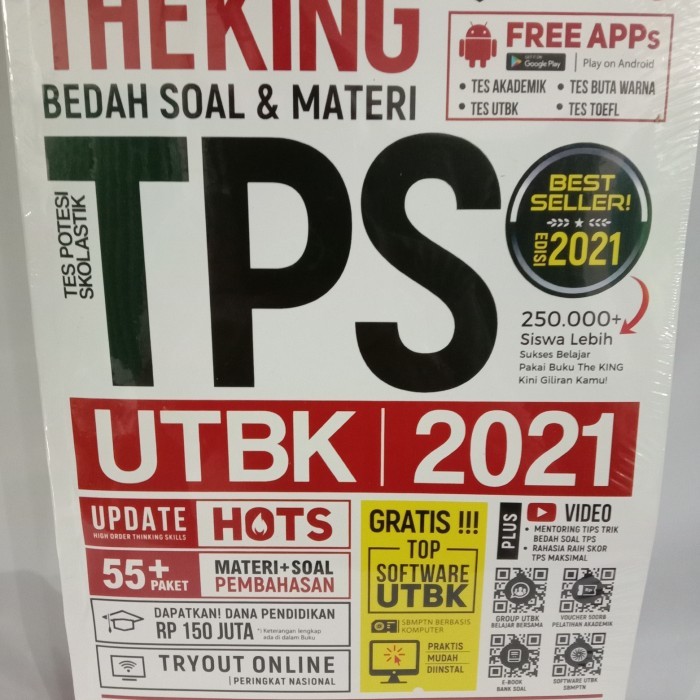 THE KING
BEDAH SOAL & MATERI
TPS
TES POTESI
SKOLASTIK
FREE APPs
Google Play
Play on Android
• TES AKADEMIK • TES BUTA WARNA
• TES UTBK • TES TOEFL
BEST
SELLER!
EDISI 2021
250.000+
Siswa Lebih
Sukses Belajar
Pakai Buku The KING
Kini Giliran Kamu!
UTBK | 2021
UPDATE
HIGH ORDER THINKING SKILLS
HOTS
55+
PAKET
MATERI+SOAL
PEMBAHASAN
DAPATKAN! DANA PENDIDIKAN
RP 150 JUTA
*) Keterangan lengkap
ada di dalam Buku
TRYOUT ONLINE
PERINGKAT NASIONAL
GRATIS !!!
TOP
SOFTWARE
UTBK
SBMPTN BERBASIS
KOMPUTER
PRAKTIS
MUDAH
DIINSTAL
PLUS
VIDEO
• MENTORING TIPS TRIK
BEDAH SOAL TPS
• RAHASIA RAIH SKOR
TPS MAKSIMAL
GROUP UTBK
BELAJAR BERSAMA
VOUCHER
PELATIHAN AKADEMIK
E-BOOK
BANK SOAL
SOFTWARE UTBK
SBMPTN